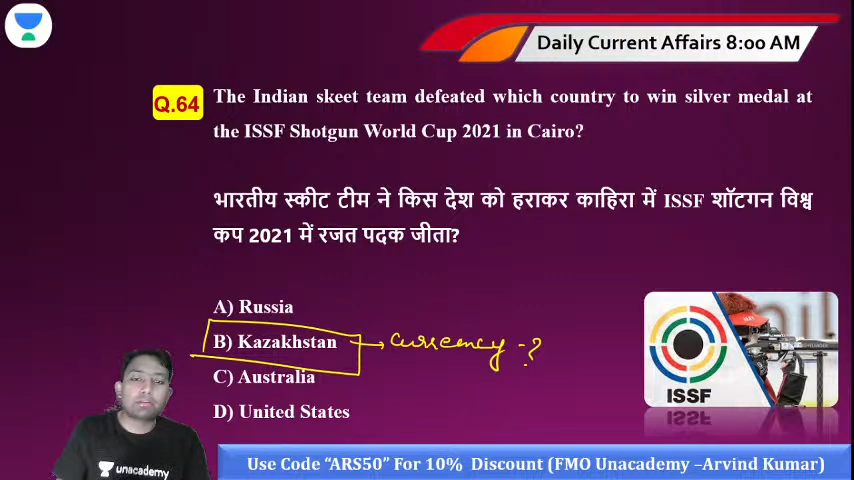 Daily Current Affairs 8:00 AM
Q.64
The Indian skeet team defeated which country to win silver medal at
the ISSF Shotgun World Cup 2021 in Cairo?
भारतीय स्कीट टीम ने किस देश को हराकर काहिरा में ISSF शॉटगन विश्व
कप 2021 में रजत पदक जीता?
A) Russia
B) Kazakhstan → currency -?
C) Australia
D) United States
ISSF
unacademy
Use Code “ARS50” For 10% Discount (FMO Unacademy –Arvind Kumar)